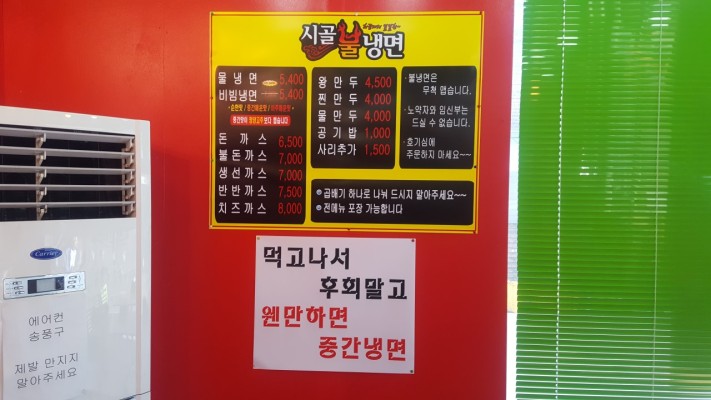 시골불냉면
물냉면 5,400
비빔냉면 5,400
돈까스 6,500
불돈까스 7,000
생선까스 7,000
반반까스 7,500
치즈까스 8,000
왕만두 4,500
찐만두 4,000
물만두 4,000
공기밥 1,000
사리추가 1,500
·불냉면은
무척 맵습니다.
·노약자와 임신부는
드실 수 없습니다.
·호기심에
주문하지 마세요~~
곱배기 하나로 나눠 드시지 말아주세요~~
전메뉴 포장 가능합니다
먹고나서
후회말고
웬만하면
중간냉면
Carrier
에어컨
송풍구
제발 만지지
말아주세요